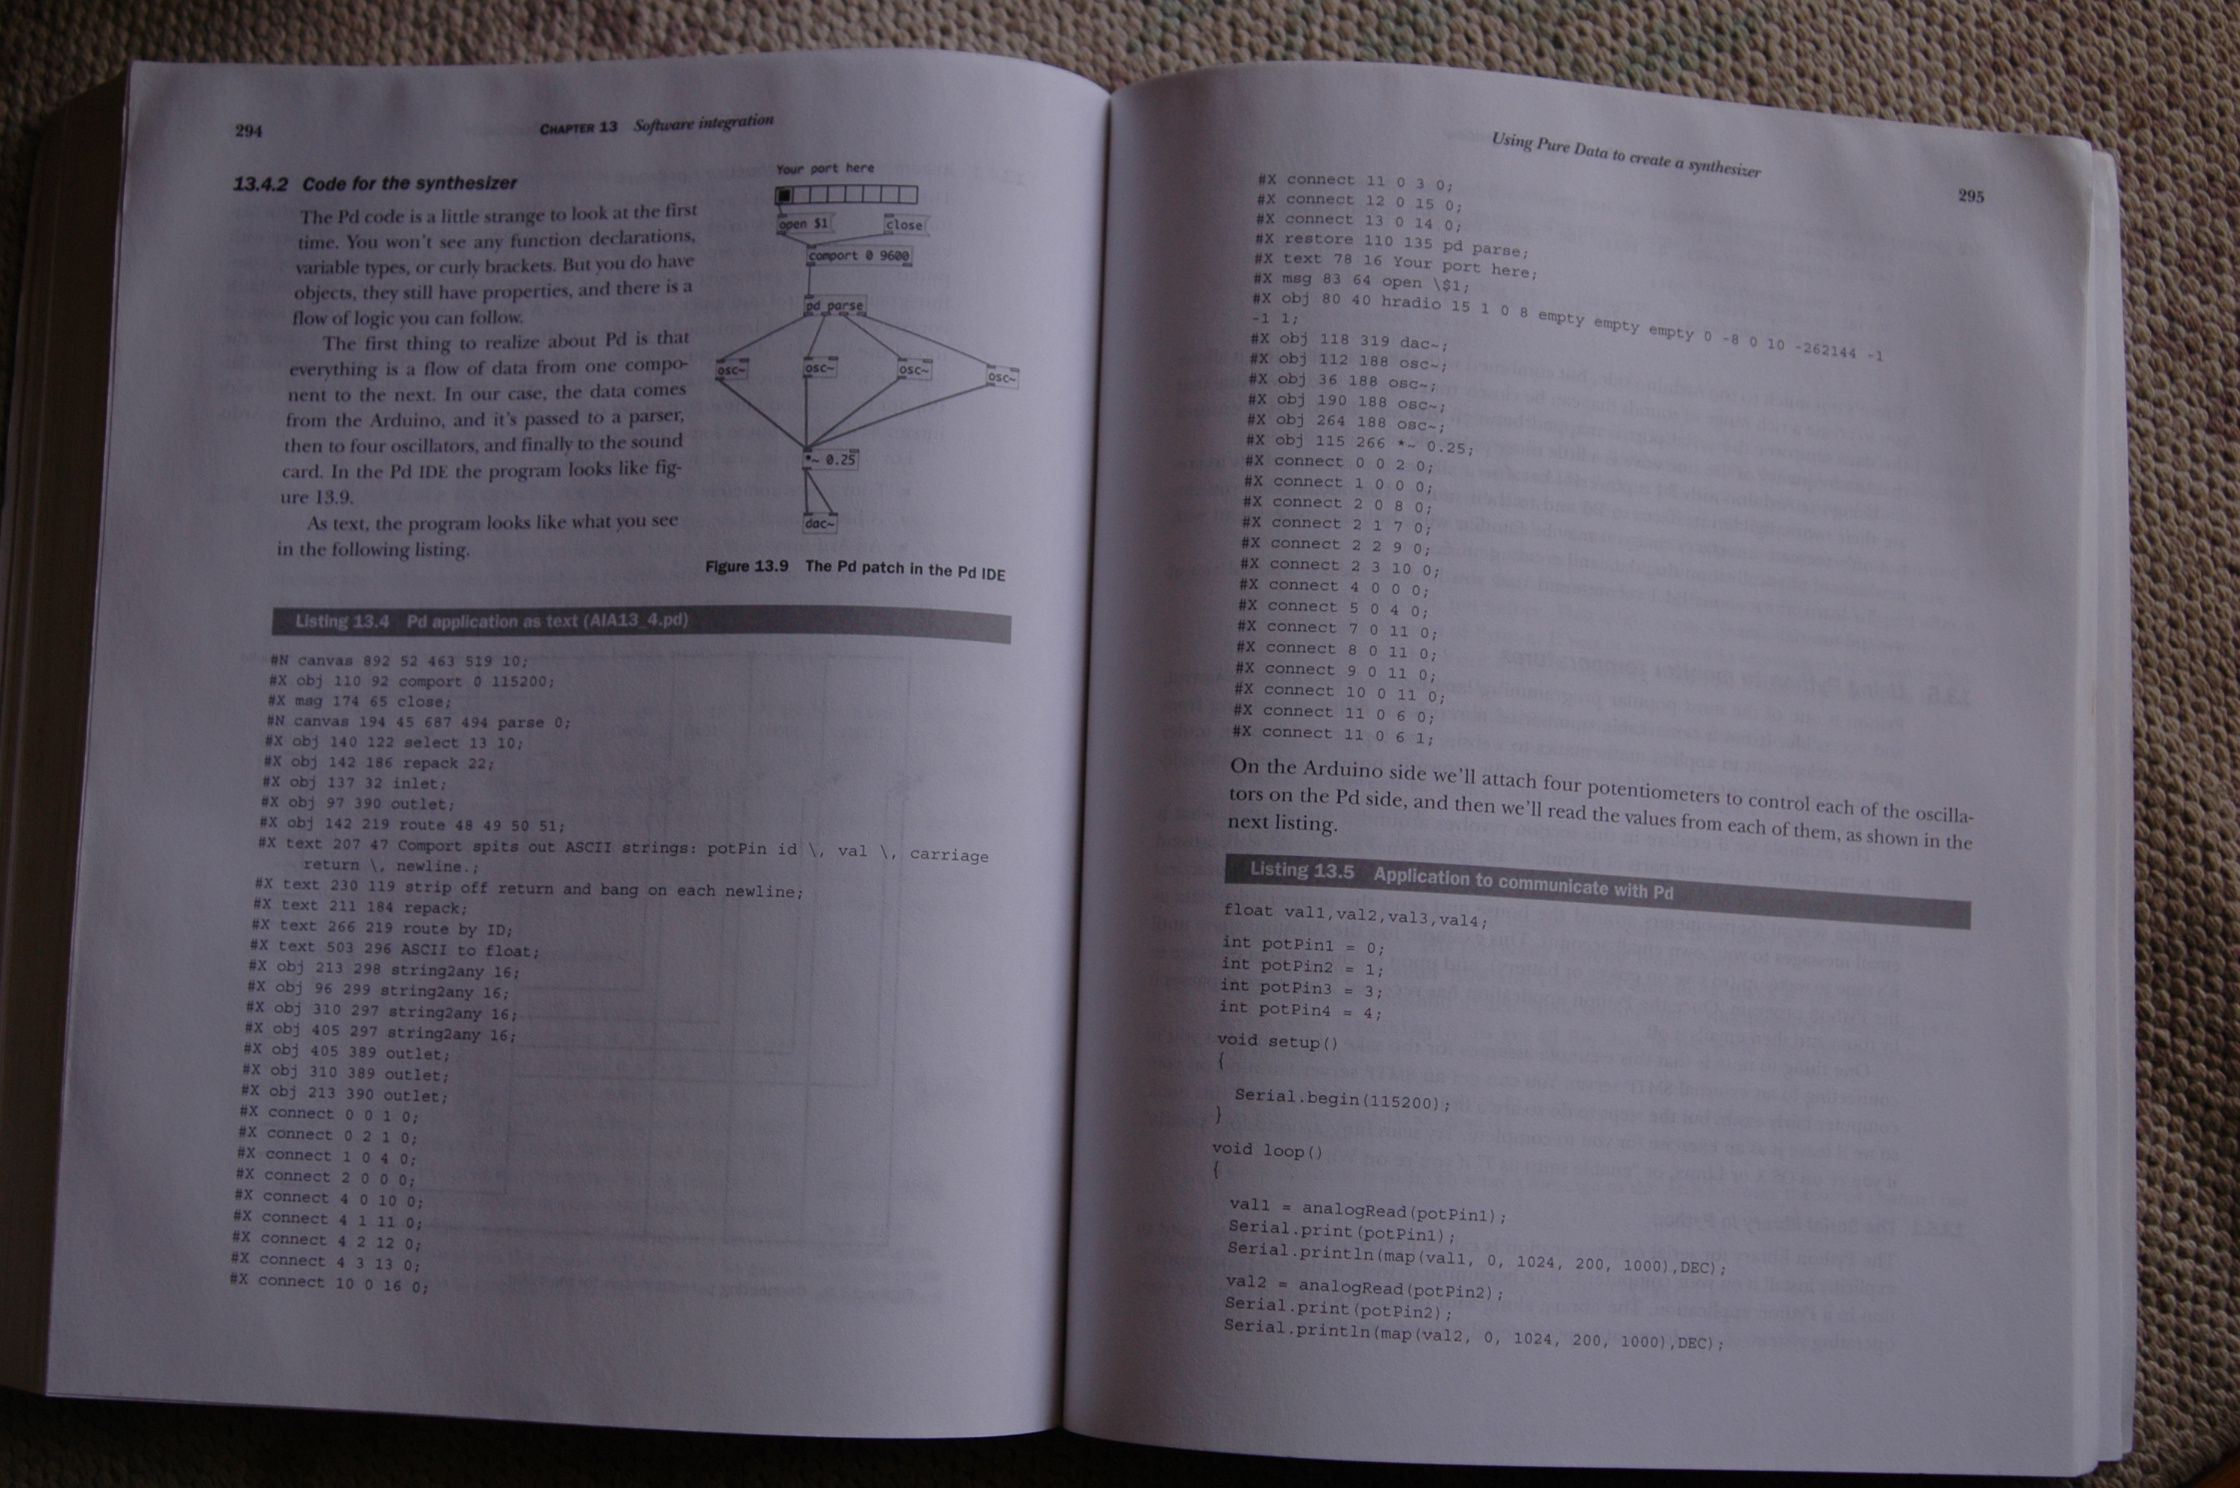 294
CHAPTER 13 Software integration
13.4.2 Code for the synthesizer
The Pd code is a little strange to look at the first
time. You won't see any function declarations,
variable types, or curly brackets. But you do have
objects, they still have properties, and there is a
flow of logic you can follow.
The first thing to realize about Pd is that
everything is a flow of data from one compo-
nent to the next. In our case, the data comes
from the Arduino, and it's passed to a parser,
then to four oscillators, and finally to the sound
card. In the Pd IDE the program looks like fig-
ure 13.9.
As text, the program looks like what you see
in the following listing.
Your port here
open $1
close
comport 0 9600
pd parse
osc~
osc~
osc~
osc~
*~ 0.25
dac~
Figure 13.9 The Pd patch in the Pd IDE
Listing 13.4 Pd application as text (AIA13_4.pd)
#N canvas 892 52 463 519 10;
#X obj 110 92 comport 0 115200;
#X msg 174 65 close;
#N canvas 194 45 687 494 parse 0;
#X obj 140 122 select 13 10;
#X obj 142 186 repack 22;
#X obj 137 32 inlet;
#X obj 97 390 outlet;
#X obj 142 219 route 48 49 50 51;
#X text 207 47 Comport spits out ASCII strings: potPin id \, val \, carriage
return \, newline.;
#X text 230 119 strip off return and bang on each newline;
#X text 211 184 repack;
#X text 266 219 route by ID;
#X text 503 296 ASCII to float;
#X obj 213 298 string2any 16;
#X obj 96 299 string2any 16;
#X obj 310 297 string2any 16;
#X obj 405 297 string2any 16;
#X obj 405 389 outlet;
#X obj 310 389 outlet;
#X obj 213 390 outlet;
#X connect 0 0 1 0;
#X connect 0 2 1 0;
#X connect 1 0 4 0;
#X connect 2 0 0 0;
#X connect 4 0 10 0;
#X connect 4 1 11 0;
#X connect 4 2 12 0;
#X connect 4 3 13 0;
#X connect 10 0 16 0;
Using Pure Data to create a synthesizer
295
#X connect 11 0 3 0;
#X connect 12 0 15 0;
#X connect 13 0 14 0;
#X restore 110 135 pd parse;
#X text 78 16 Your port here;
#X msg 83 64 open \$1;
#X obj 80 40 hradio 15 1 0 8 empty empty empty 0 -8 0 10 -262144 -1
-1 1;
#X obj 118 319 dac~;
#X obj 112 188 osc~;
#X obj 36 188 osc~;
#X obj 190 188 osc~;
#X obj 264 188 osc~;
#X obj 115 266 *~ 0.25;
#X connect 0 0 2 0;
#X connect 1 0 0 0;
#X connect 2 0 8 0;
#X connect 2 1 7 0;
#X connect 2 2 9 0;
#X connect 2 3 10 0;
#X connect 4 0 0 0;
#X connect 5 0 4 0;
#X connect 7 0 11 0;
#X connect 8 0 11 0;
#X connect 9 0 11 0;
#X connect 10 0 11 0;
#X connect 11 0 6 0;
#X connect 11 0 6 1;
On the Arduino side we'll attach four potentiometers to control each of the oscilla-
tors on the Pd side, and then we'll read the values from each of them, as shown in the
next listing.
Listing 13.5 Application to communicate with Pd
float val1,val2,val3,val4;
int potPin1 = 0;
int potPin2 = 1;
int potPin3 = 3;
int potPin4 = 4;
void setup()
{
Serial.begin(115200);
}
void loop()
{
val1 = analogRead(potPin1);
Serial.print(potPin1);
Serial.println(map(val1, 0, 1024, 200, 1000),DEC);
val2 = analogRead(potPin2);
Serial.print(potPin2);
Serial.println(map(val2, 0, 1024, 200, 1000),DEC);